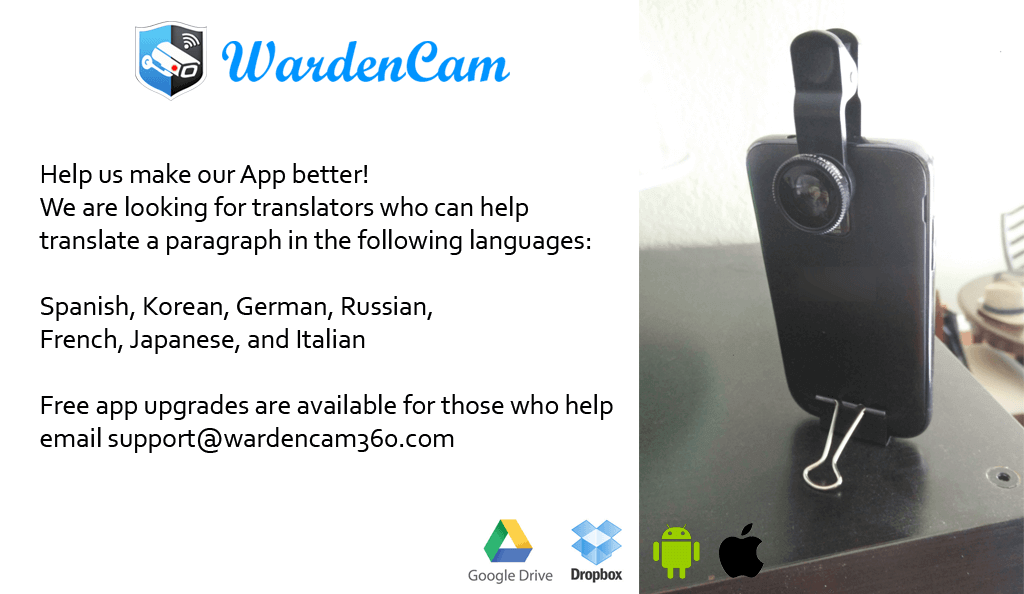 WardenCam
Help us make our App better!
We are looking for translators who can help
translate a paragraph in the following languages:
Spanish, Korean, German, Russian,
French, Japanese, and Italian
Free app upgrades are available for those who help
email support@wardencam360.com
Google Drive
Dropbox